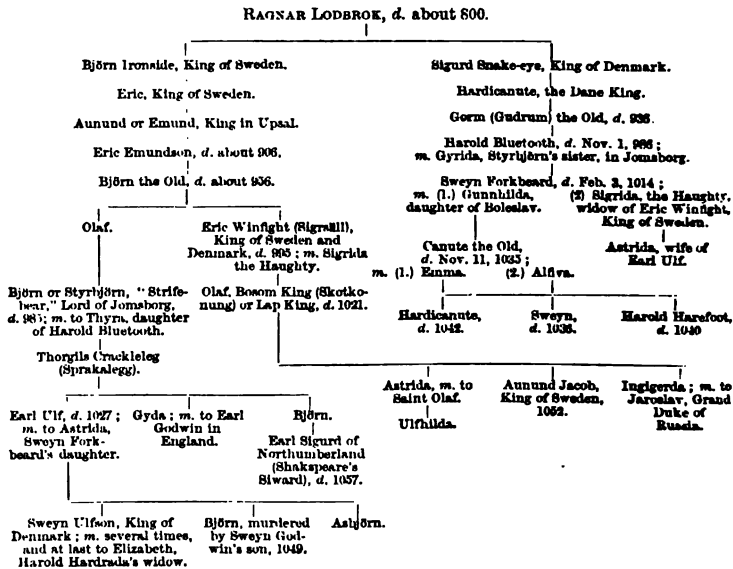 RAGNAR LODBROK, d. about 800.
Björn Ironside, King of Sweden.
Eric, King of Sweden.
Aunund or Emund, King in Upsal.
Eric Emundson, d. about 906.
Björn the Old, d. about 956.
Sigurd Snake-eye, King of Denmark.
Hardicanute, the Dane King.
Gorm (Gudrum) the Old, d. 936.
Harold Bluetooth, d. Nov. 1, 986;
m. Gyrida, Styrbjörn's sister, in Jomsborg.
Sweyn Forkbeard, d. Feb. 3, 1014;
m. (1.) Gunnhilda,
daughter of Boleslav.
(2) Sigrida, the Haughty,
widow of Eric Winfight,
King of Sweden.
Olaf.
Eric Winfight (Sigrsäll),
King of Sweden and
Denmark, d. 995; m. Sigrida
the Haughty.
Canute the Old,
d. Nov. 11, 1035;
m. (1.) Emma. (2.) Alfiva.
Astrida, wife of
Earl Ulf.
Björn or Styrbjörn, "Strife-
bear," Lord of Jomsborg,
d. 985; m. to Thyra, daughter
of Harold Bluetooth.
Olaf, Bosom King (Skotko-
nung) or Lap King, d. 1021.
Hardicanute,
d. 1042.
Sweyn,
d. 1036.
Harold Harefoot,
d. 1040
Thorgils Crackleleg
(Sprakalegg).
Astrida, m. to
Saint Olaf.
Ulfhilda.
Aunund Jacob,
King of Sweden,
1052.
Ingigerda; m. to
Jaroslav, Grand
Duke of
Russia.
Earl Ulf, d. 1027;
m. to Astrida,
Sweyn Fork-
beard's daughter.
Gyda; m. to Earl
Godwin in
England.
Björn.
Earl Sigurd of
Northumberland
(Shakspeare's
Siward), d. 1057.
Sweyn Ulfson, King of
Denmark; m. several times,
and at last to Elizabeth,
Harold Hardrada's widow.
Björn, murdered
by Sweyn God-
win's son, 1049.
Asbjörn.